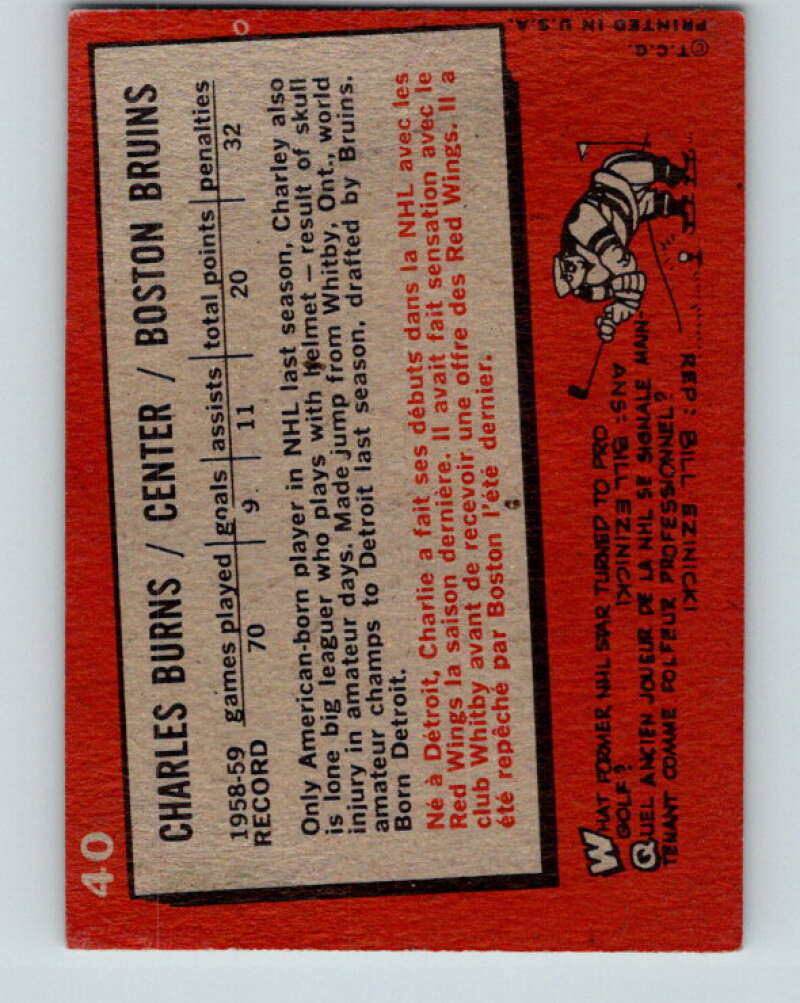 40
CHARLES BURNS / CENTER / BOSTON BRUINS
1958-59 games played goals assists total points penalties
RECORD 70 9 11 20 32
Only American-born player in NHL last season, Charley also
is lone big leaguer who plays with helmet — result of skull
injury in amateur days. Made jump from Whitby, Ont., world
amateur champs to Detroit last season, drafted by Bruins.
Born Detroit.
Né à Détroit, Charlie a fait ses débuts dans la NHL avec les
Red Wings la saison dernière. Il avait fait sensation avec le
club Whitby avant de recevoir une offre des Red Wings. Il a
été repêché par Boston l'été dernier.
WHAT FORMER NHL STAR TURNED TO PRO
GOLF?
ANS: BILL EZINICKI
QUEL ANCIEN JOUEUR DE LA NHL SE SIGNALE MAIN-
TENANT COMME FOLFEUR PROFESSIONNEL?
REP: BILL EZINICKI
© T.C.G.
PRINTED IN U.S.A.